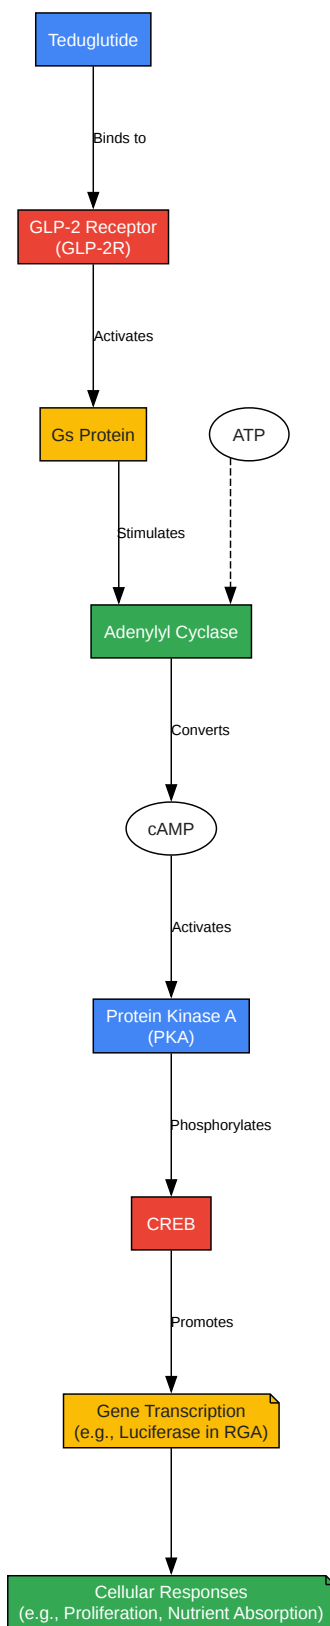 Teduglutide
Binds to
GLP-2 Receptor
(GLP-2R)
Activates
Gs Protein
ATP
Stimulates
Adenylyl Cyclase
Converts
cAMP
Activates
Protein Kinase A
(PKA)
Phosphorylates
CREB
Promotes
Gene Transcription
(e.g., Luciferase in RGA)
Cellular Responses
(e.g., Proliferation, Nutrient Absorption)